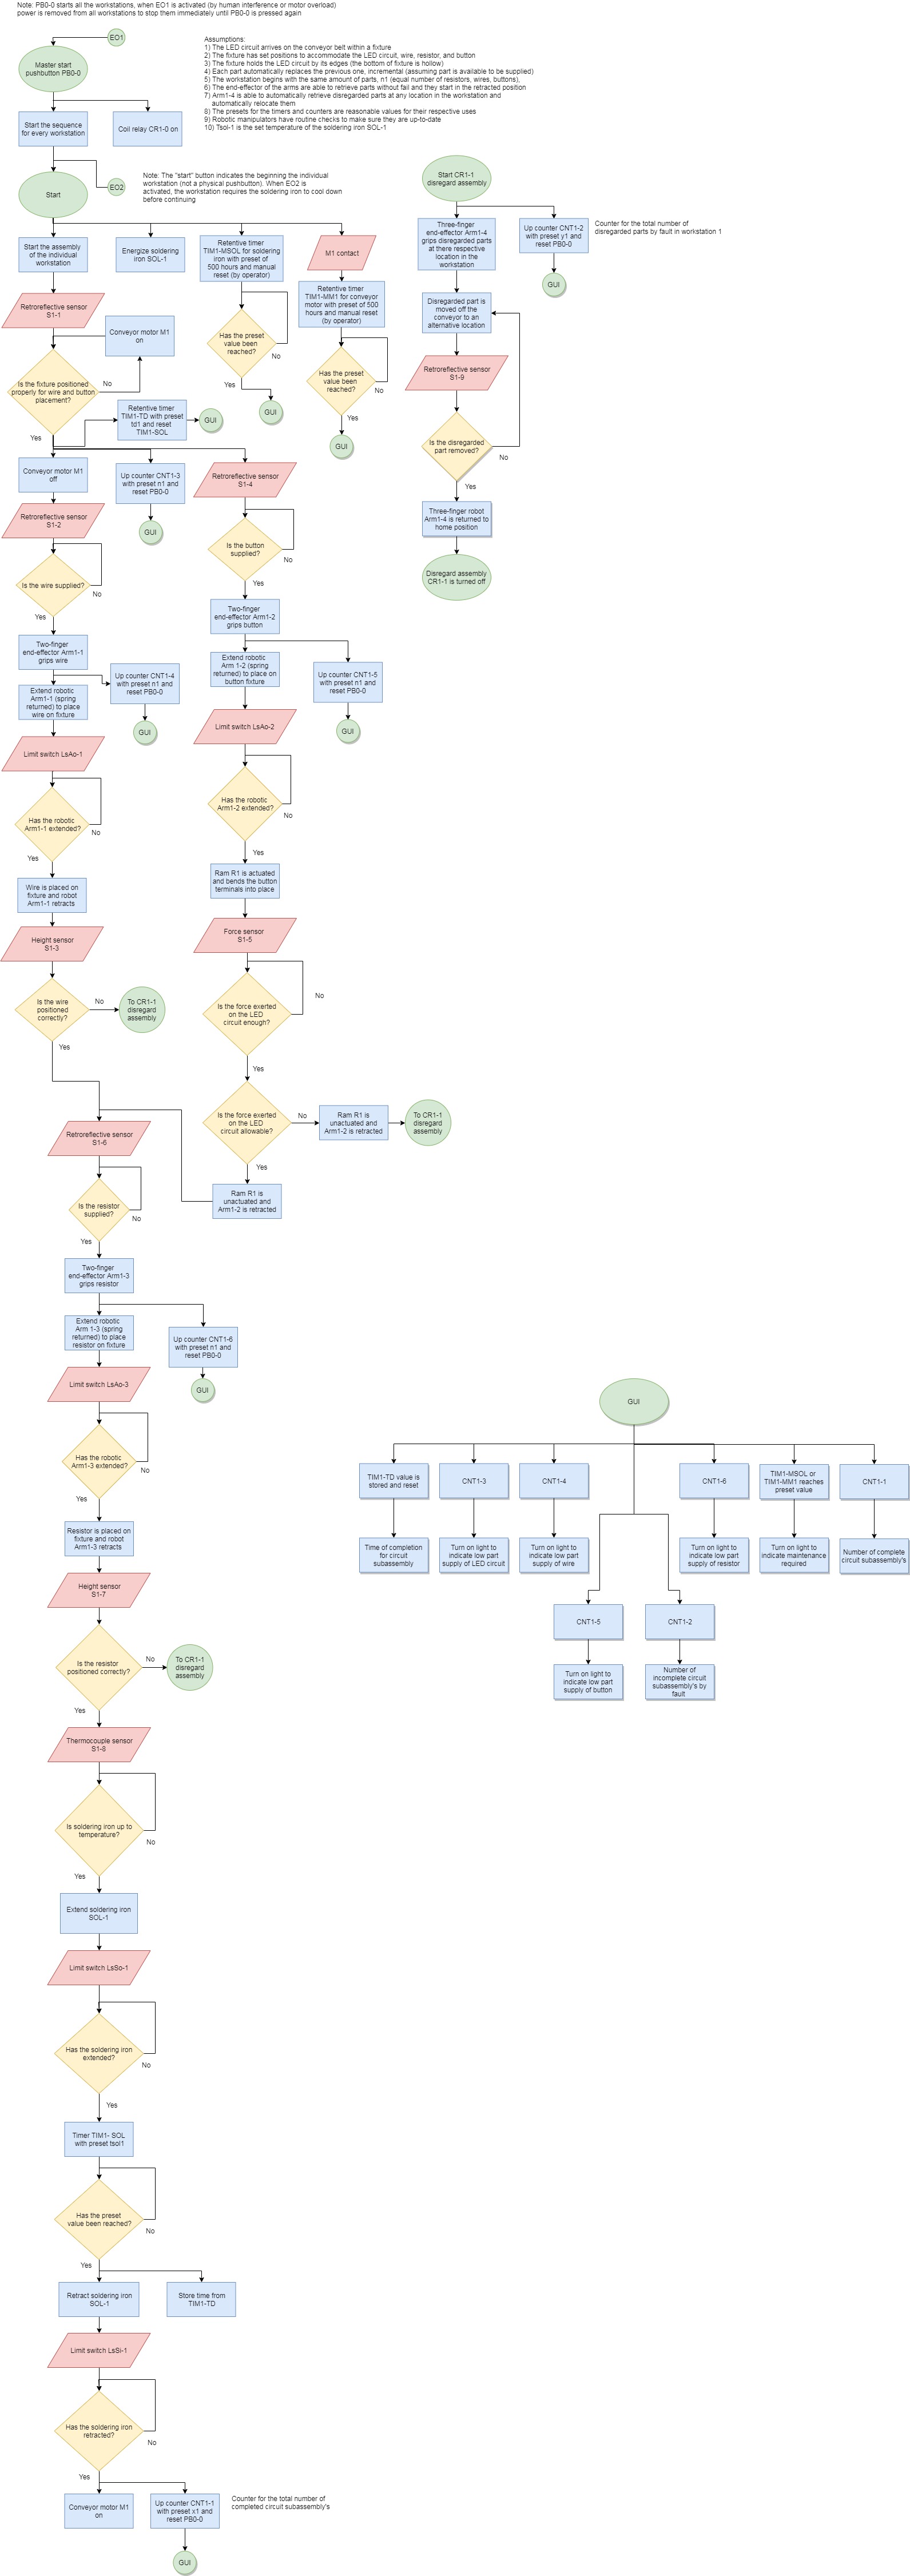 Note: PB0-0 starts all the workstations, when EO1 is activated (by human interference or motor overload)
power is removed from all workstations to stop them immediately until PB0-0 is pressed again
EO1
Master start
pushbutton PB0-0
Assumptions:
1) The LED circuit arrives on the conveyor belt within a fixture
2) The fixture has set positions to accommodate the LED circuit, wire, resistor, and button
3) The fixture holds the LED circuit by its edges (the bottom of fixture is hollow)
4) Each part automatically replaces the previous one, incremental (assuming part is available to be supplied)
5) The workstation begins with the same amount of parts, n1 (equal number of resistors, wires, buttons,
6) The end-effector of the arms are able to retrieve parts without fail and they start in the retracted position
7) Arm1-4 is able to automatically retrieve disregarded parts at any location in the workstation and
automatically relocate them
8) The presets for the timers and counters are reasonable values for their respective uses
9) Robotic manipulators have routine checks to make sure they are up-to-date
10) Tsol-1 is the set temperature of the soldering iron SOL-1
Start the sequence
for every workstation
Coil relay CR1-0 on
Start
EO2
Note: The "start" button indicates the beginning the individual
workstation (not a physical pushbutton). When EO2 is
activated, the workstation requires the soldering iron to cool down
before continuing
Start the assembly
of the individual
workstation
Energize soldering
iron SOL-1
Retentive timer
TIM1-MSOL for soldering
iron with preset of
500 hours and manual
reset (by operator)
M1 contact
Retentive timer
TIM1-MM1 for conveyor
motor with preset of 500
hours and manual reset
(by operator)
Start CR1-1
disregard assembly
Three-finger
end-effector Arm1-4
grips disregarded parts
at there respective
location in the
workstation
Up counter CNT1-2
with preset y1 and
reset PB0-0
Counter for the total number of
disregarded parts by fault in workstation 1
GUI
Disregarded part is
moved off the
conveyor to an
alternative location
Retroreflective sensor
S1-9
Is the disregarded
part removed?
No
Yes
Three-finger robot
Arm1-4 is returned to
home position
Disregard assembly
CR1-1 is turned off
Retroreflective sensor
S1-1
Conveyor motor M1
on
Is the fixture positioned
properly for wire and button
placement?
No
Yes
Has the preset
value been
reached?
No
Yes
GUI
Has the preset
value been
reached?
No
Yes
GUI
Retentive timer
TIM1-TD with preset
td1 and reset
TIM1-SOL
GUI
Conveyor motor M1
off
Up counter CNT1-3
with preset n1 and
reset PB0-0
GUI
Retroreflective sensor
S1-4
Retroreflective sensor
S1-2
Is the button
supplied?
No
Yes
Is the wire supplied?
No
Yes
Two-finger
end-effector Arm1-2
grips button
Two-finger
end-effector Arm1-1
grips wire
Up counter CNT1-4
with preset n1 and
reset PB0-0
GUI
Extend robotic
Arm1-1 (spring
returned) to place
wire on fixture
Extend robotic
Arm 1-2 (spring
returned) to place on
button fixture
Up counter CNT1-5
with preset n1 and
reset PB0-0
GUI
Limit switch LsAo-1
Limit switch LsAo-2
Has the robotic
Arm1-1 extended?
No
Yes
Has the robotic
Arm1-2 extended?
No
Yes
Wire is placed on
fixture and robot
Arm1-1 retracts
Ram R1 is actuated
and bends the button
terminals into place
Height sensor
S1-3
Force sensor
S1-5
Is the wire
positioned
correctly?
No
To CR1-1
disregard
assembly
Yes
Is the force exerted
on the LED
circuit enough?
No
Yes
Is the force exerted
on the LED
circuit allowable?
No
Ram R1 is
unactuated and
Arm1-2 is retracted
To CR1-1
disregard
assembly
Yes
Ram R1 is
unactuated and
Arm1-2 is retracted
Retroreflective sensor
S1-6
Is the resistor
supplied?
No
Yes
Two-finger
end-effector Arm1-3
grips resistor
Extend robotic
Arm 1-3 (spring
returned) to place
resistor on fixture
Up counter CNT1-6
with preset n1 and
reset PB0-0
GUI
Limit switch LsAo-3
Has the robotic
Arm1-3 extended?
No
Yes
Resistor is placed on
fixture and robot
Arm1-3 retracts
Height sensor
S1-7
Is the resistor
positioned correctly?
No
To CR1-1
disregard
assembly
Yes
GUI
TIM1-TD value is
stored and reset
CNT1-3
CNT1-4
CNT1-6
TIM1-MSOL or
TIM1-MM1 reaches
preset value
CNT1-1
Time of completion
for circuit
subassembly
Turn on light to
indicate low part
supply of LED circuit
Turn on light to
indicate low part
supply of wire
Turn on light to
indicate low part
supply of resistor
Turn on light to
indicate maintenance
required
Number of complete
circuit subassembly's
CNT1-5
CNT1-2
Turn on light to
indicate low part
supply of button
Number of
incomplete circuit
subassembly's by
fault
Thermocouple sensor
S1-8
Is soldering iron up to
temperature?
No
Yes
Extend soldering iron
SOL-1
Limit switch LsSo-1
Has the soldering iron
extended?
No
Yes
Timer TIM1- SOL
with preset tsol1
Has the preset
value been reached?
No
Yes
Retract soldering iron
SOL-1
Store time from
TIM1-TD
Limit switch LsSi-1
Has the soldering iron
retracted?
No
Yes
Conveyor motor M1
on
Up counter CNT1-1
with preset x1 and
reset PB0-0
Counter for the total number of
completed circuit subassembly's
GUI